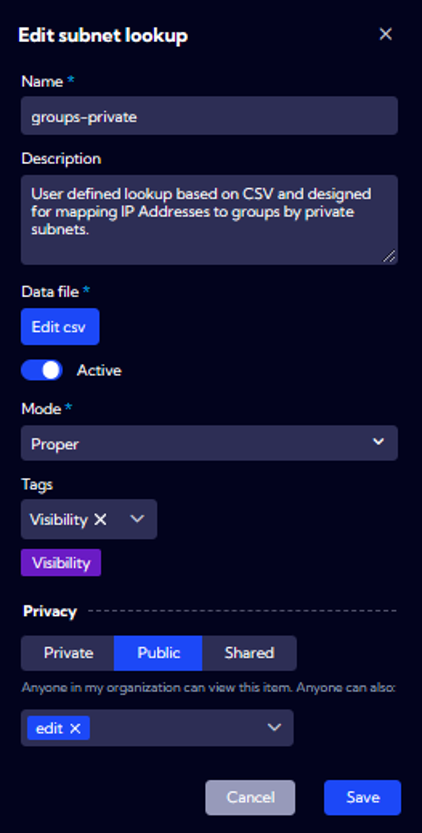 Edit subnet lookup
Name *
groups-private
Description
User defined lookup based on CSV and designed
for mapping IP Addresses to groups by private
subnets.
Data file *
Edit csv
Active
Mode *
Proper
Tags
Visibility
Visibility
Privacy
Private Public Shared
Anyone in my organization can view this item. Anyone can also:
edit
Cancel Save